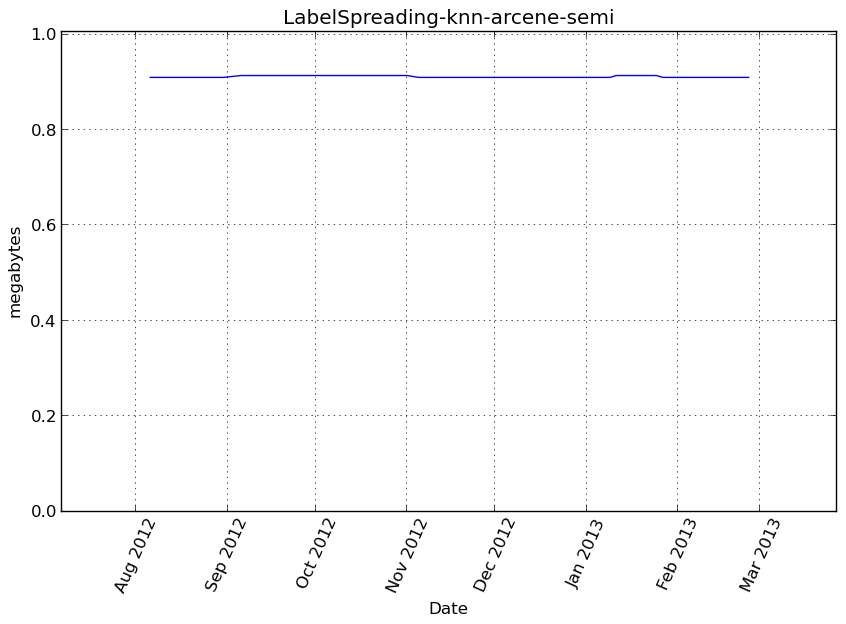 LabelSpreading-knn-arcene-semi
1.0
0.8
0.6
0.4
0.2
0.0
megabytes
Aug 2012
Sep 2012
Oct 2012
Nov 2012
Dec 2012
Jan 2013
Feb 2013
Mar 2013
Date